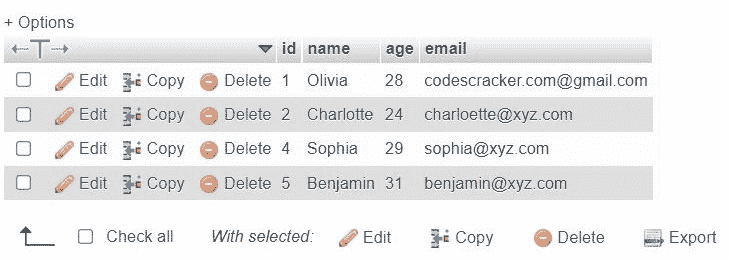 + Options
id name age email
Edit Copy Delete 1 Olivia 28 codescracker.com@gmail.com
Edit Copy Delete 2 Charlotte 24 charloette@xyz.com
Edit Copy Delete 4 Sophia 29 sophia@xyz.com
Edit Copy Delete 5 Benjamin 31 benjamin@xyz.com
Check all With selected: Edit Copy Delete Export